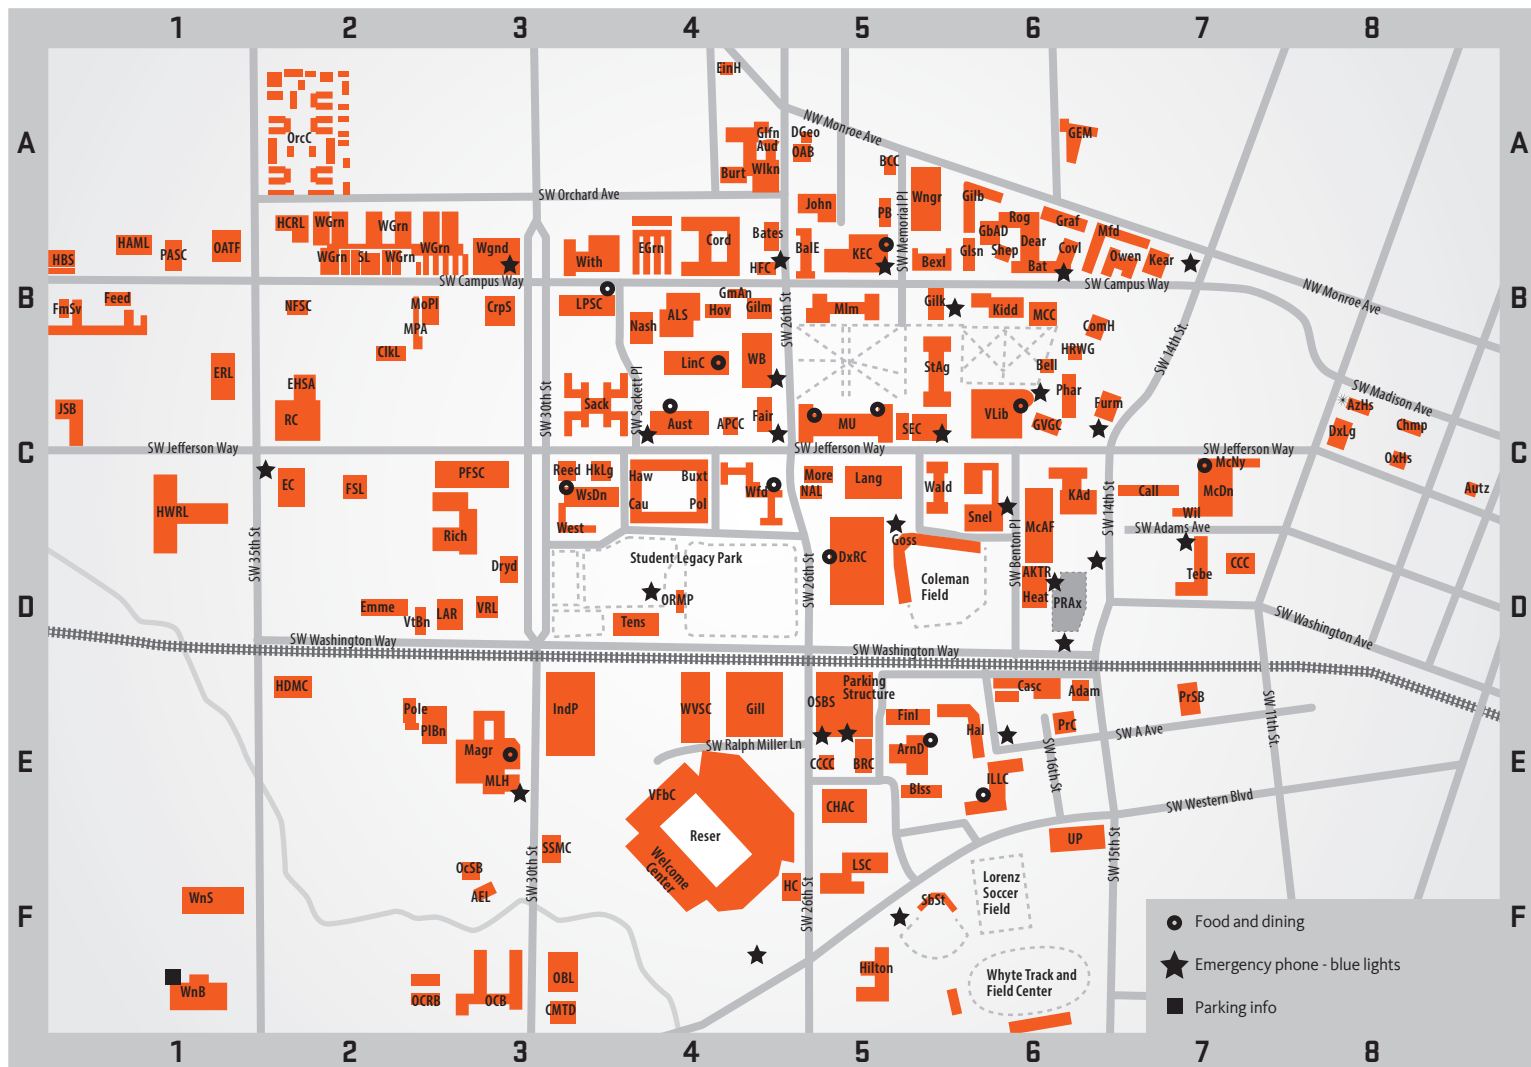 1 2 3 4 5 6 7 8
A A
EinH
NW Monroe Ave
Glfn
Aud
DGeo
OAB
GEM
OrcC
Burt
Wlkn
BCC
SW Orchard Ave
John
PB
SW Memorial Pl
Wngr
Gilb
HCRL
WGrn
WGrn
WGrn
WGrn
SL
WGrn
Wgnd
With
EGrn
Cord
Bates
HFC
BalE
KEC
Bexl
Glsn
GbAD
Rog
Shep
Dear
Bat
Graf
Covl
Mfd
Owen
Kear
HBS
HAML
PASC
OATF
SW Campus Way
SW Campus Way
B B
NW Monroe Ave
FmSv
Feed
NFSC
MoPl
MPA
ClkL
CrpS
LPSC
Nash
ALS
GmAn
Hov
Gilm
SW 26th St
Mlm
Gilk
Kidd
MCC
ComH
HRWG
Bell
SW 14th St.
ERL
EHSA
RC
JSB
LinC
WB
StAg
Phar
Furm
SW Madison Ave
AzHs
Chmp
DxLg
OxHs
Autz
SW 30th St
Sack
SW Sackett Pl
Aust
APCC
Fair
MU
SEC
VLib
GVGC
C C
SW Jefferson Way
SW Jefferson Way
SW Jefferson Way
McNy
EC
FSL
PFSC
Reed
HkLg
WsDn
West
Haw
Buxt
Cau
Pol
Wfd
More
NAL
Lang
Wald
Snel
KAd
McAF
SW 14th St
Call
McDn
Wil
SW Adams Ave
HWRL
SW 35th St
Rich
Dryd
Student Legacy Park
ORMP
Tens
SW 26th St
DxRC
Goss
Coleman
Field
SW Benton Pl
AKTR
Heat
PRAx
Tebe
CCC
D D
Emme
VtBn
LAR
VRL
SW Washington Way
SW Washington Way
SW Washington Ave
HDMC
Pole
PlBn
Magr
MLH
IndP
WVSC
Gill
SW Ralph Miller Ln
OSBS
Parking
Structure
CCCC
BRC
Finl
ArnD
Blss
Hal
ILLC
Casc
Adam
PrC
PrSB
SW A Ave
SW 16th St
SW 11th St.
SW Western Blvd
E E
VFbC
Reser
Welcome
Center
CHAC
LSC
HC
UP
SW 15th St
SSMC
SW 30th St
OcSB
AEL
WnS
SW 26th St
Lorenz
Soccer
Field
SbSt
F F
Food and dining
Emergency phone - blue lights
Parking info
WnB
OCRB
OCB
OBL
CMTD
Hilton
Whyte Track and
Field Center
1 2 3 4 5 6 7 8